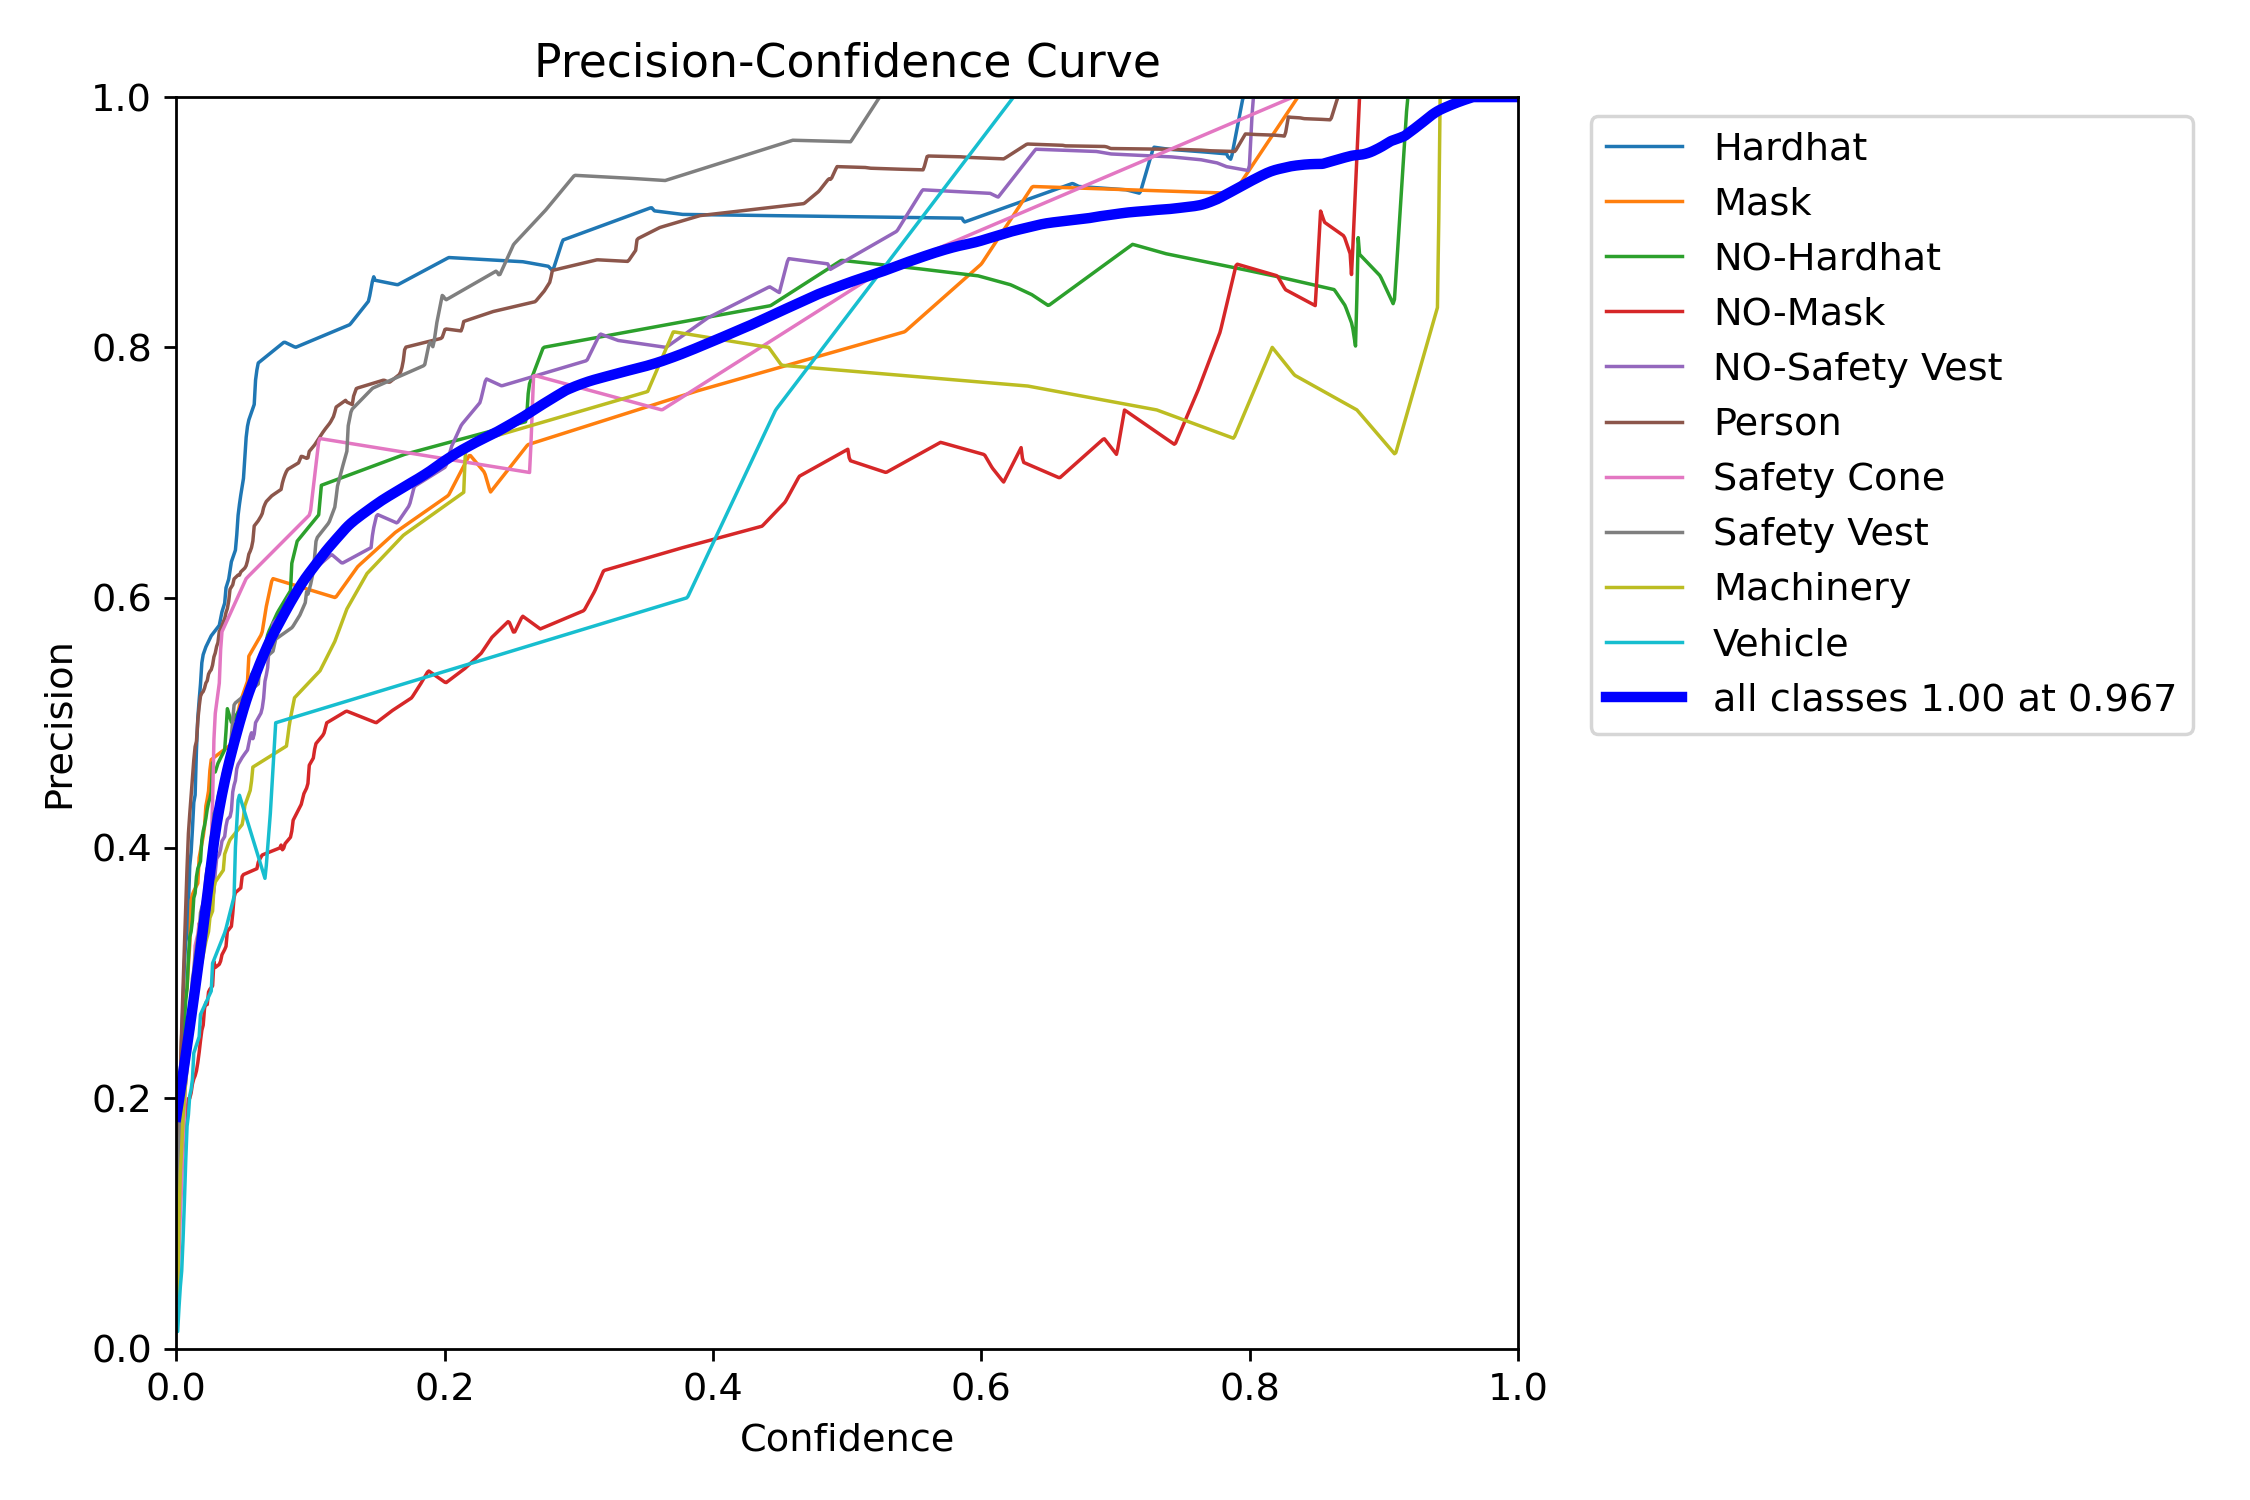 Precision-Confidence Curve
1.0
0.8
0.6
0.4
0.2
0.0
Precision
0.0 0.2 0.4 0.6 0.8 1.0
Confidence
Hardhat
Mask
NO-Hardhat
NO-Mask
NO-Safety Vest
Person
Safety Cone
Safety Vest
Machinery
Vehicle
all classes 1.00 at 0.967